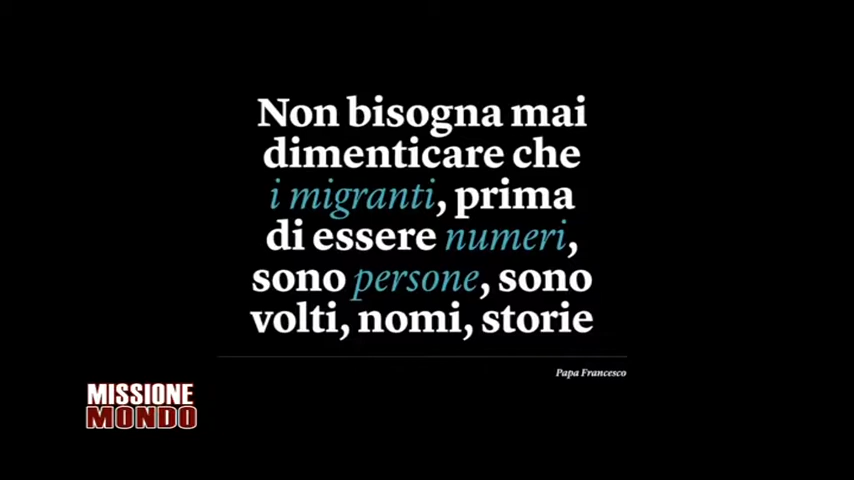 Non bisogna mai
dimenticare che
i migranti, prima
di essere numeri,
sono persone, sono
volti, nomi, storie
Papa Francesco
MISSIONE
MONDO